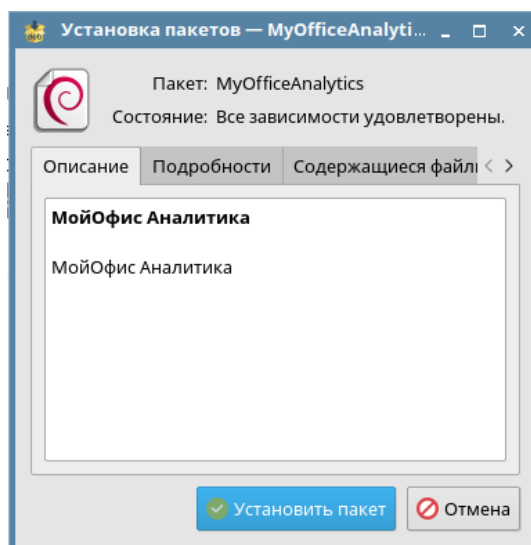 Установка пакетов — MyOfficeAnalyti...
Пакет: MyOfficeAnalytics
Состояние: Все зависимости удовлетворены.
Описание Подробности Содержащиеся файлы
МойОфис Аналитика
МойОфис Аналитика
Установить пакет Отмена